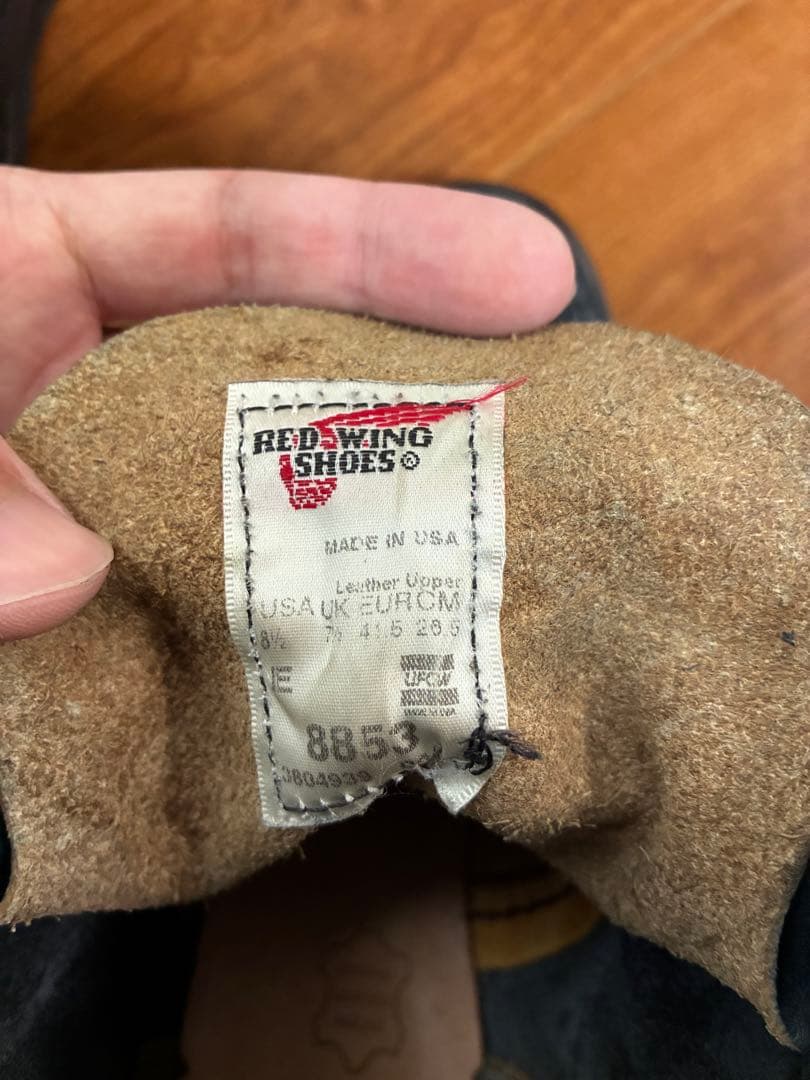 RED WING
SHOES®
MADE IN USA
Leather Upper
USA UK EUR CM
8½ 7½ 41.5 26.5
E
UFCW
8853